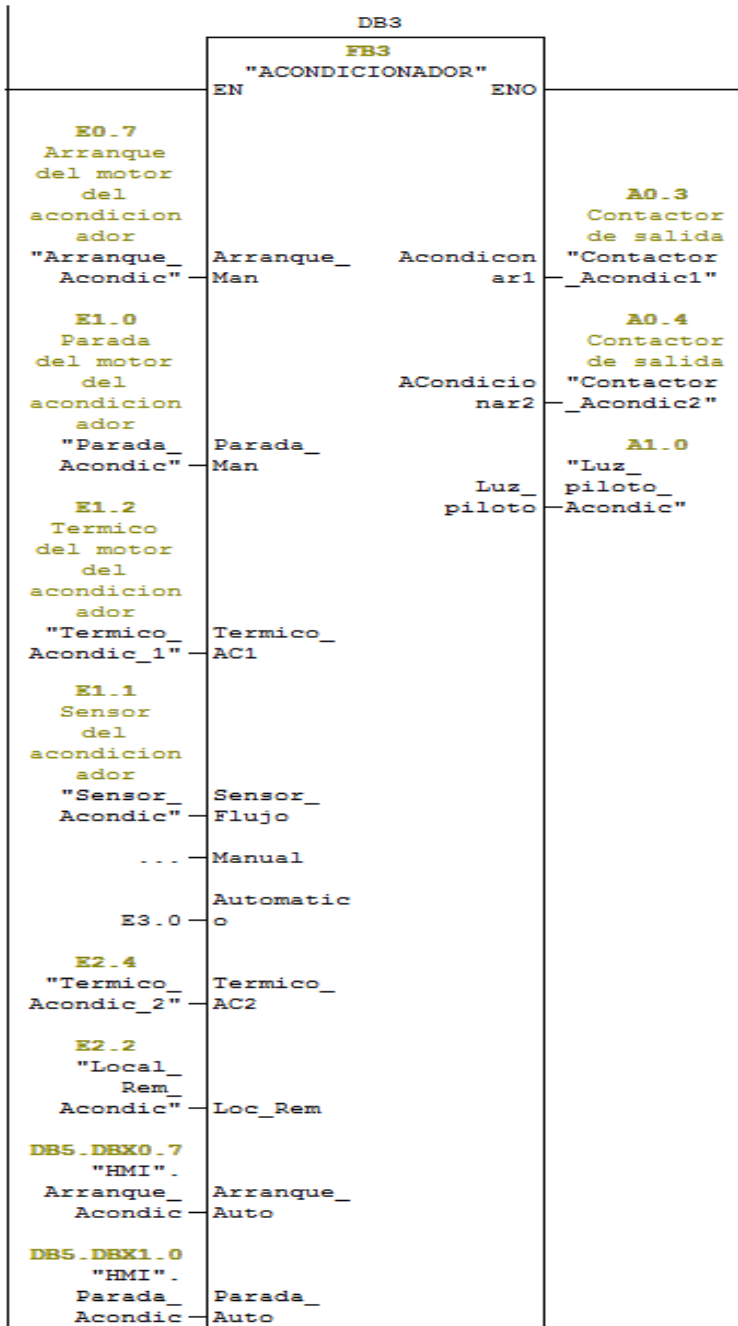 DB3
FB3
"ACONDICIONADOR"
EN ENO
E0.7
Arranque
del motor
del
acondicion
ador
"Arranque_
Acondic"
Arranque_
Man
Acondicon
ar1
A0.3
Contactor
de salida
"Contactor
_Acondic1"
E1.0
Parada
del motor
del
acondicion
ador
"Parada_
Acondic"
Parada_
Man
ACondicio
nar2
A0.4
Contactor
de salida
"Contactor
_Acondic2"
Luz_
piloto
A1.0
"Luz_
piloto_
Acondic"
E1.2
Termico
del motor
del
acondicion
ador
"Termico_
Acondic_1"
Termico_
AC1
E1.1
Sensor
del
acondicion
ador
"Sensor_
Acondic"
Sensor_
Flujo
... Manual
E3.0
Automatic
o
E2.4
"Termico_
Acondic_2"
Termico_
AC2
E2.2
"Local_
Rem_
Acondic"
Loc_Rem
DB5.DBX0.7
"HMI".
Arranque_
Acondic
Arranque_
Auto
DB5.DBX1.0
"HMI".
Parada_
Acondic
Parada_
Auto